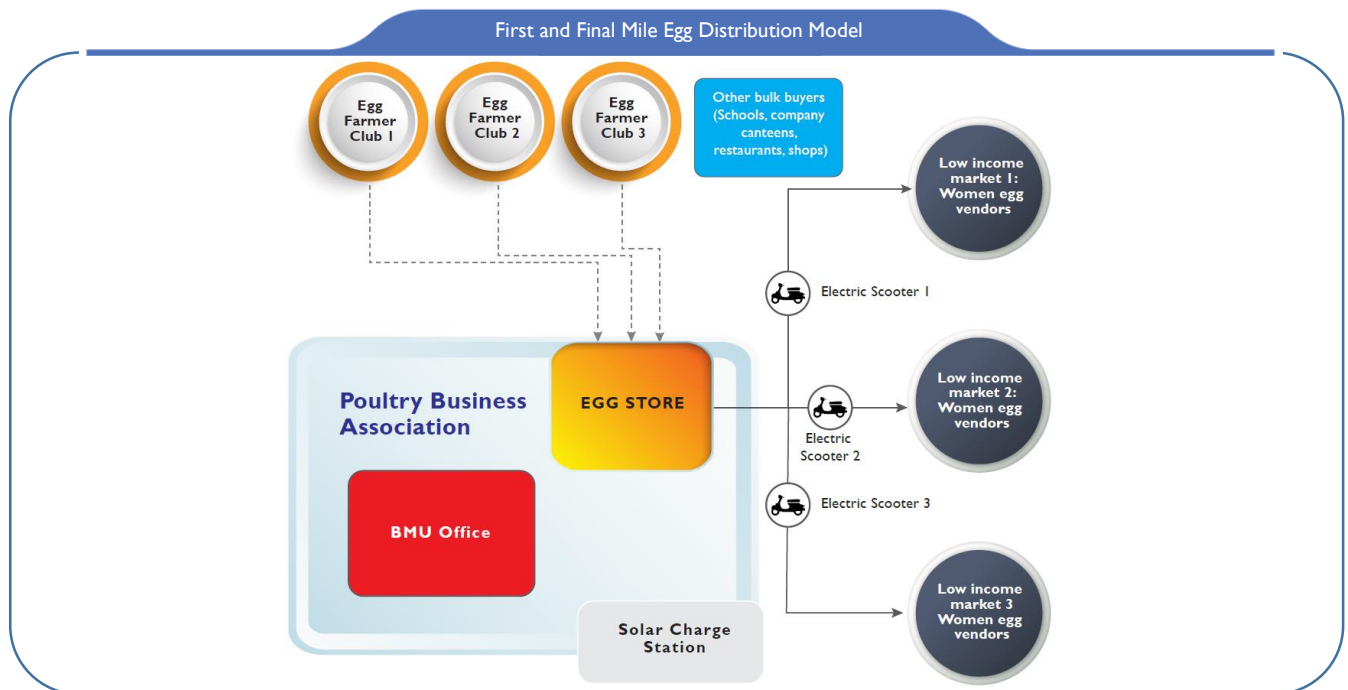 First and Final Mile Egg Distribution Model
Egg
Farmer
Club 1
Egg
Farmer
Club 2
Egg
Farmer
Club 3
Other bulk buyers
(Schools, company
canteens,
restaurants, shops)
Low income
market 1:
Women egg
vendors
Electric Scooter 1
Poultry Business
Association
EGG STORE
Electric
Scooter 2
Low income
market 2:
Women egg
vendors
Electric Scooter 3
BMU Office
Solar Charge
Station
Low income
market 3
Women egg
vendors